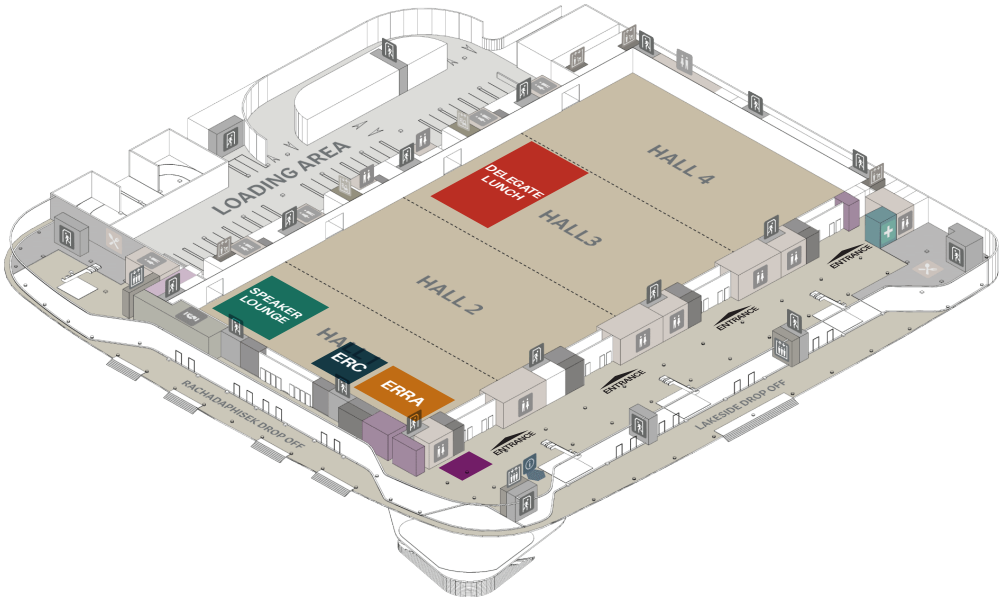 LOADING AREA
HALL 4
DELEGATE
LUNCH
HALL3
ENTRANCE
HALL 2
SPEAKER
LOUNGE
ENTRANCE
HA
ERC
ERRA
ENTRANCE
RACHADAPHISEK DROP OFF
LAKESIDE DROP OFF
ENTRANCE